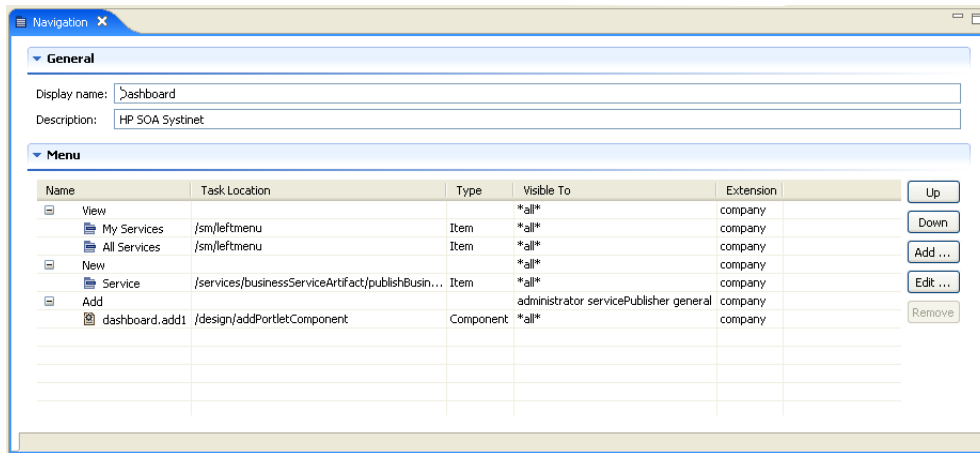 Navigation
General
Display name: Dashboard
Description: HP SOA Systinet
Menu
Name Task Location Type Visible To Extension
View *all* company
My Services /sm/leftmenu Item *all* company
All Services /sm/leftmenu Item *all* company
New *all* company
Service /services/businessServiceArtifact/publishBusin... Item *all* company
Add administrator servicePublisher general company
dashboard.add1 /design/addPortletComponent Component *all* company
Up
Down
Add ...
Edit ...
Remove